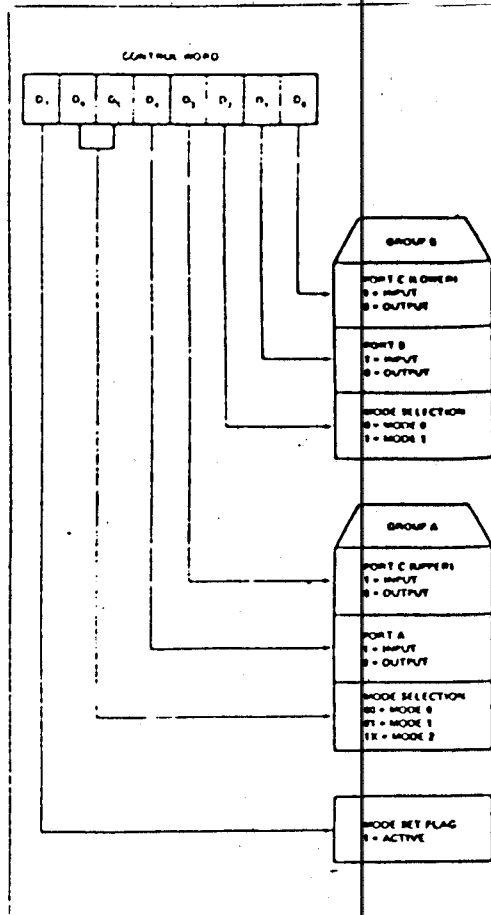 CONTROL WORD
D7 D6 D5 D4 D3 D2 D1 D0
GROUP B
PORT C (LOWER)
1 = INPUT
0 = OUTPUT
PORT B
1 = INPUT
0 = OUTPUT
MODE SELECTION
0 = MODE 0
1 = MODE 1
GROUP A
PORT C (UPPER)
1 = INPUT
0 = OUTPUT
PORT A
1 = INPUT
0 = OUTPUT
MODE SELECTION
00 = MODE 0
01 = MODE 1
1X = MODE 2
MODE SET FLAG
1 = ACTIVE